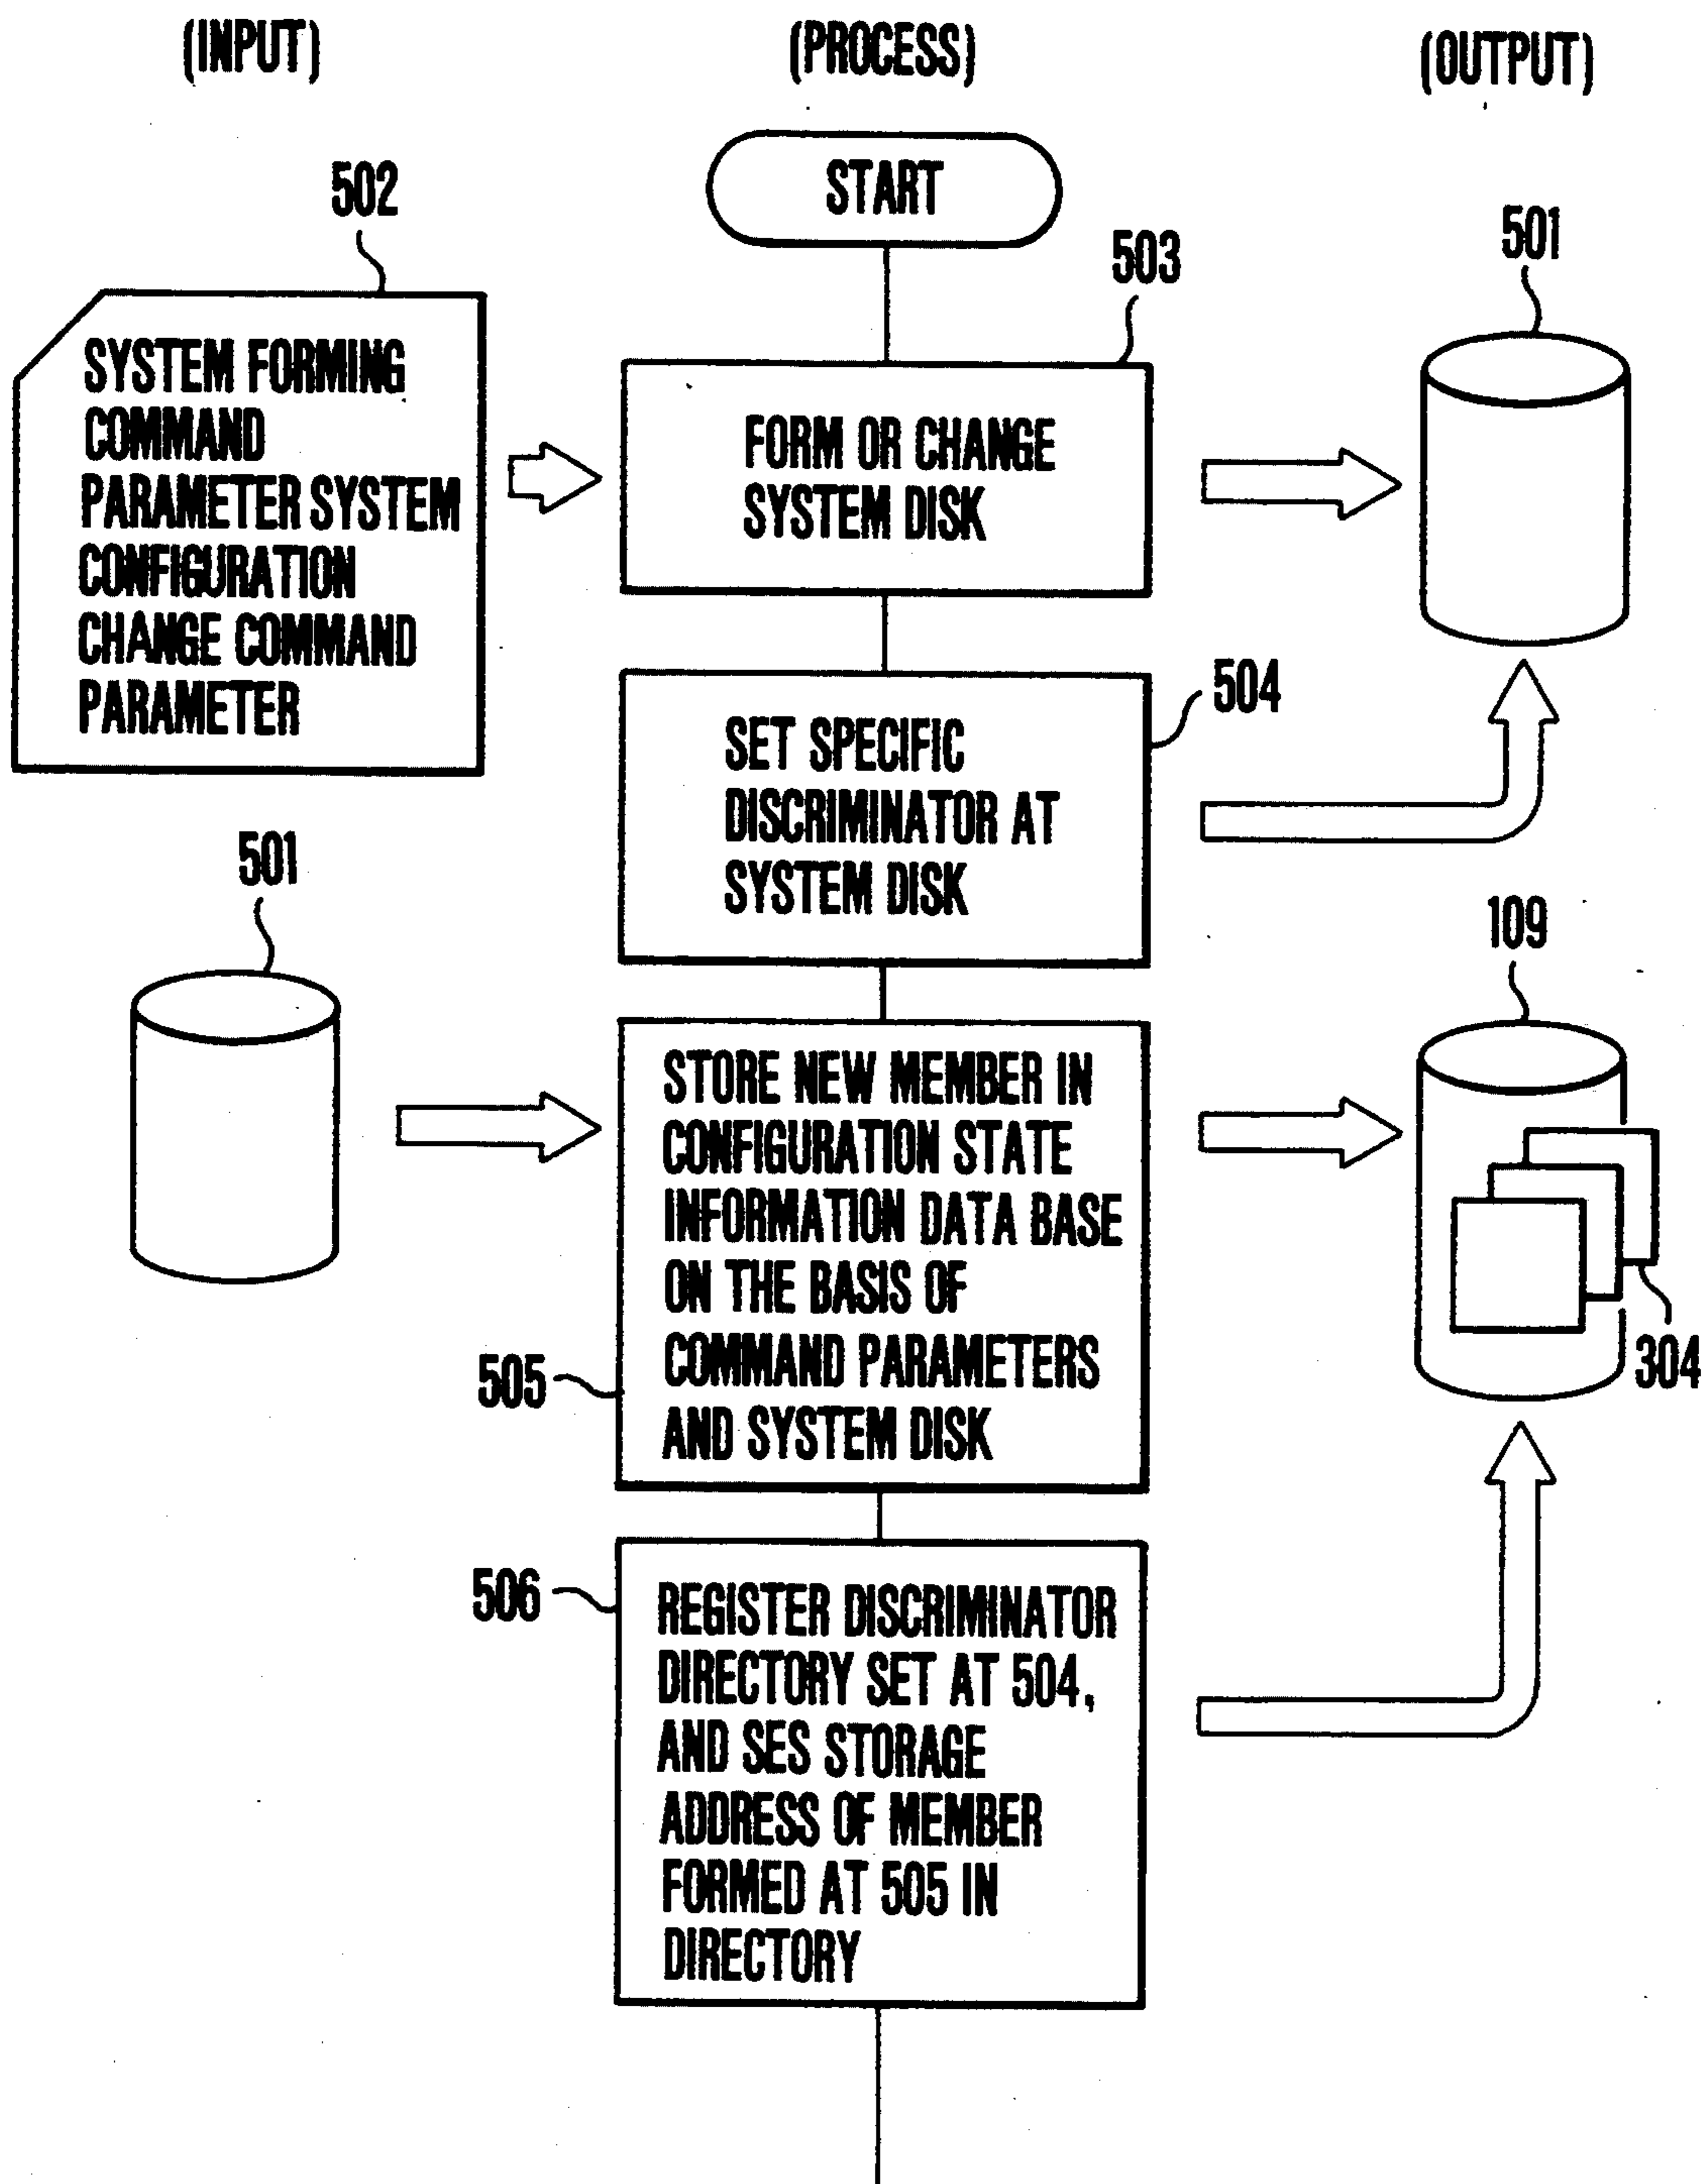 (INPUT)
(PROCESS)
(OUTPUT)
START
502
503
501
SYSTEM FORMING
COMMAND
PARAMETER SYSTEM
CONFIGURATION
CHANGE COMMAND
PARAMETER
FORM OR CHANGE
SYSTEM DISK
504
SET SPECIFIC
DISCRIMINATOR AT
SYSTEM DISK
501
109
STORE NEW MEMBER IN
CONFIGURATION STATE
INFORMATION DATA BASE
ON THE BASIS OF
COMMAND PARAMETERS
AND SYSTEM DISK
505
304
506
REGISTER DISCRIMINATOR
DIRECTORY SET AT 504,
AND SES STORAGE
ADDRESS OF MEMBER
FORMED AT 505 IN
DIRECTORY